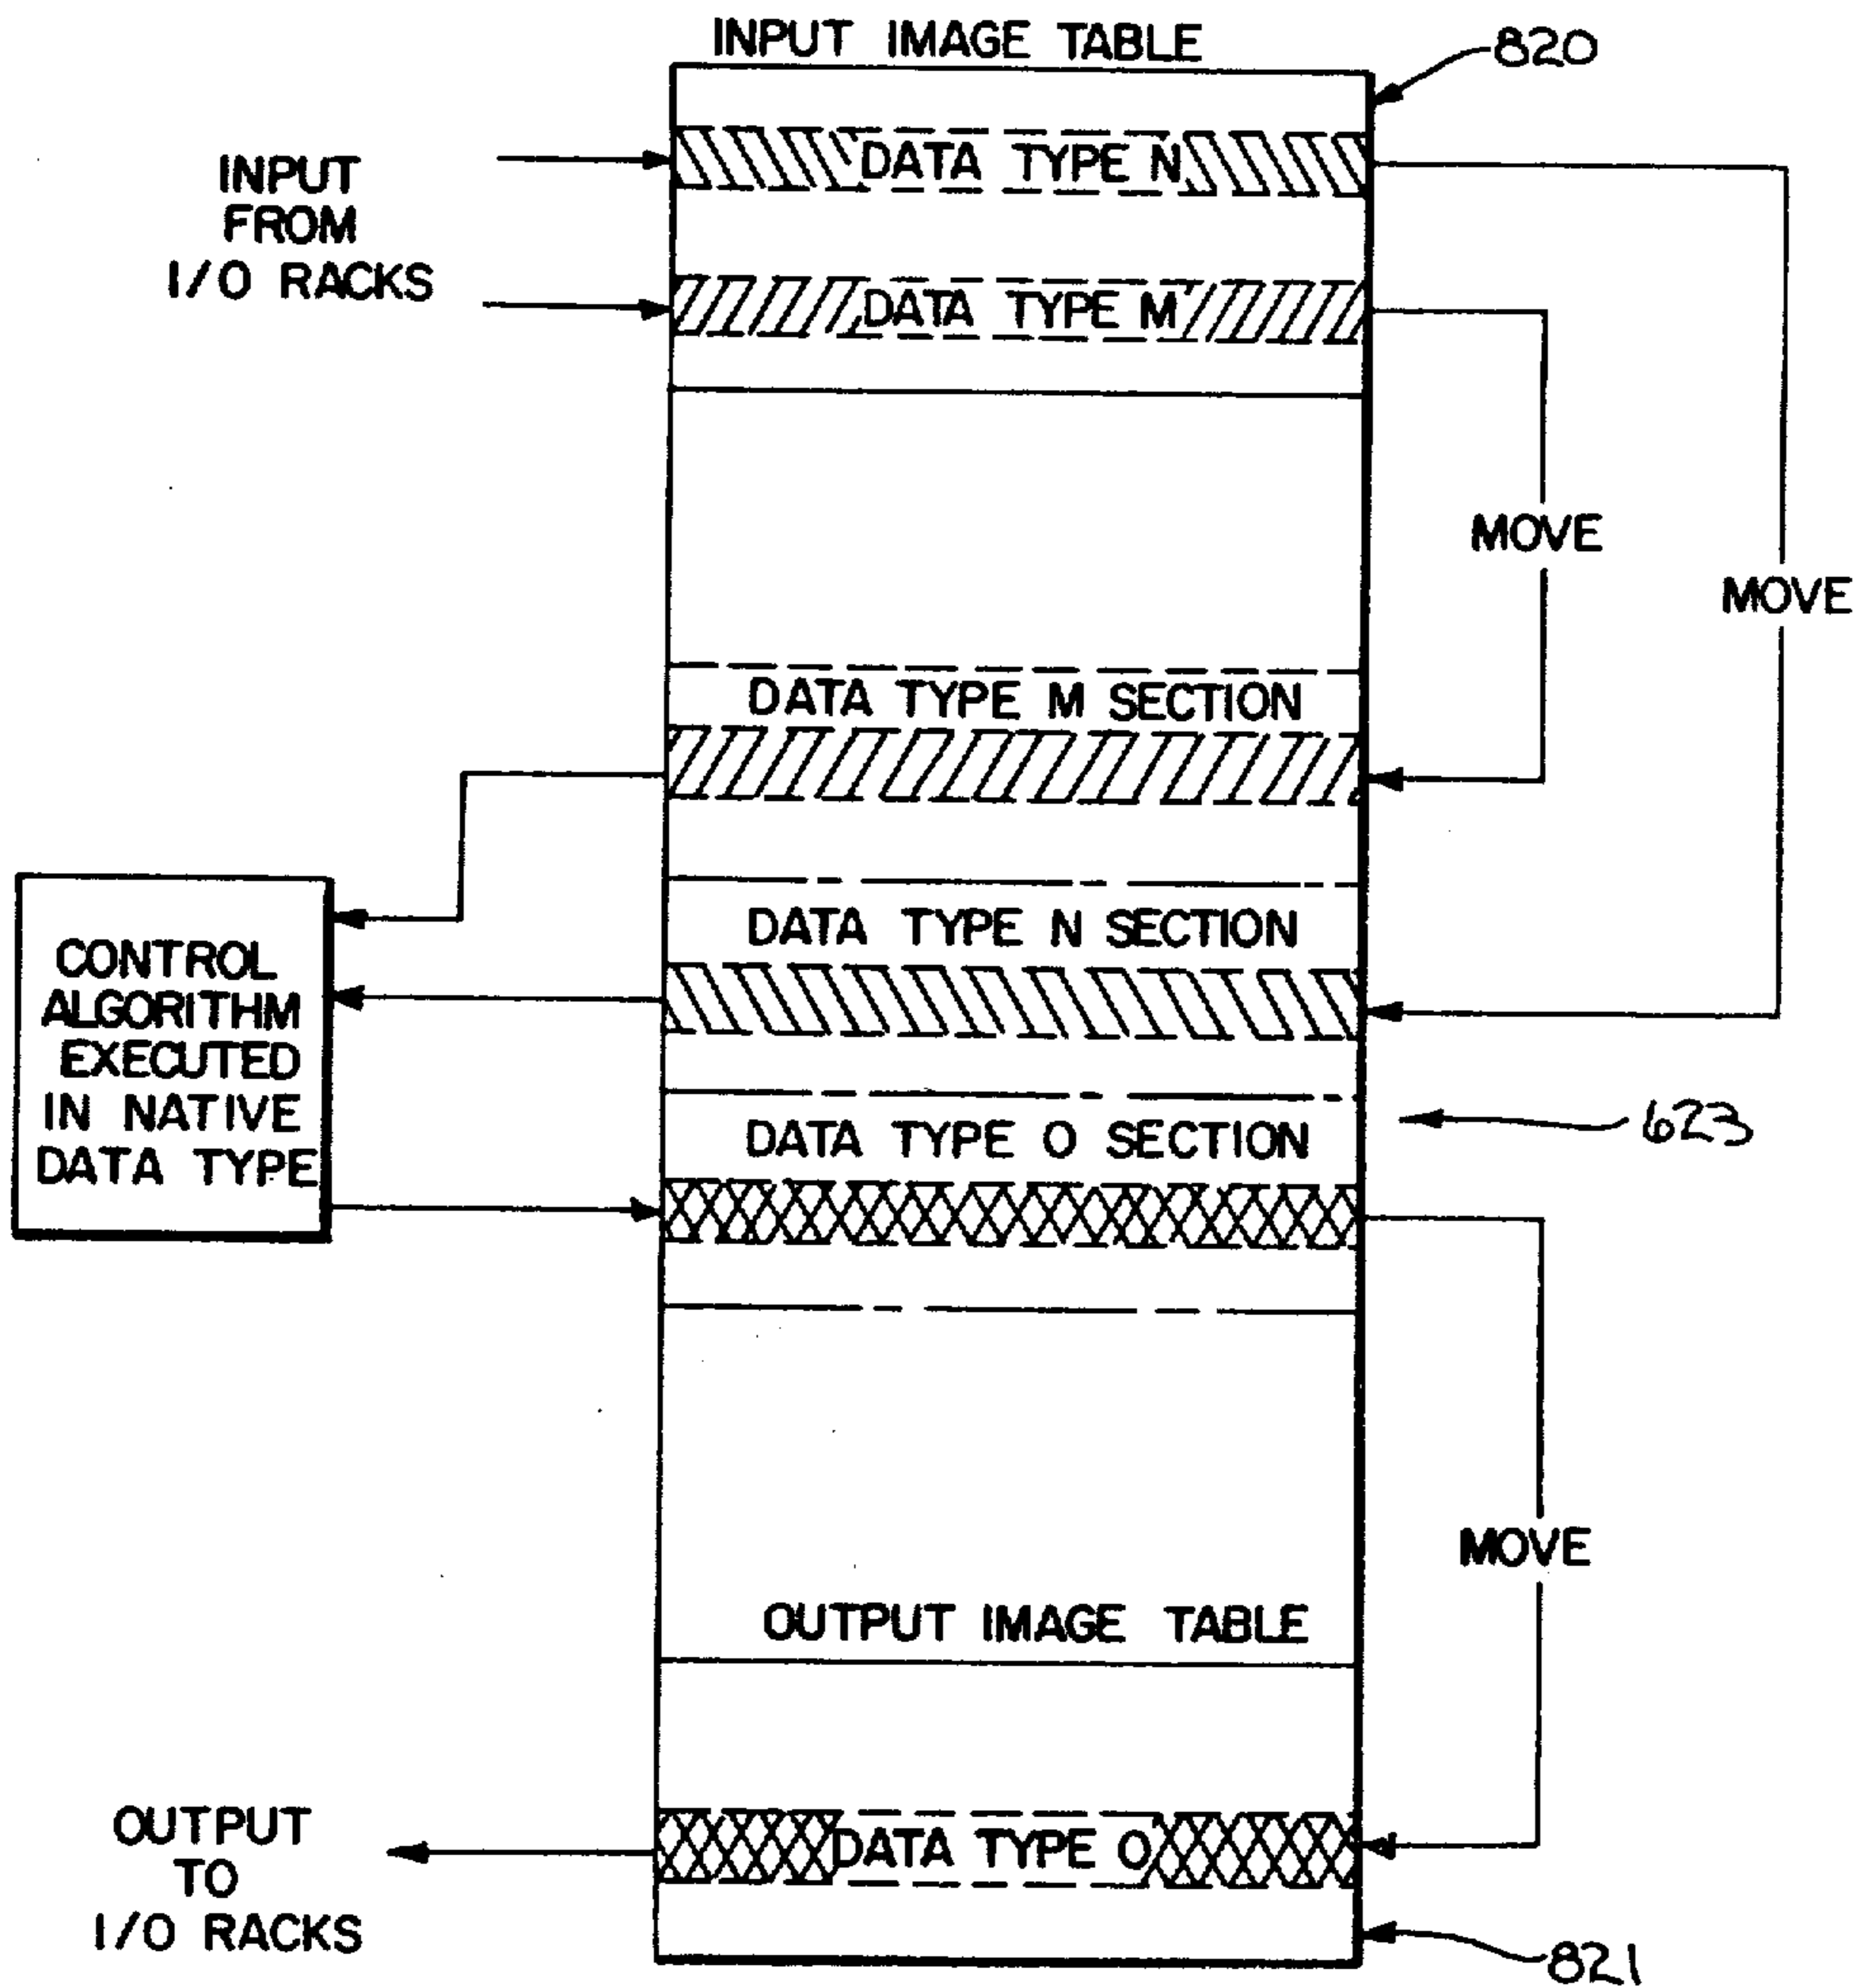 INPUT IMAGE TABLE
820
INPUT
FROM
I/O RACKS
DATA TYPE N
DATA TYPE M
MOVE
MOVE
DATA TYPE M SECTION
DATA TYPE N SECTION
CONTROL
ALGORITHM
EXECUTED
IN NATIVE
DATA TYPE
DATA TYPE O SECTION
623
MOVE
OUTPUT IMAGE TABLE
OUTPUT
TO
I/O RACKS
DATA TYPE O
821